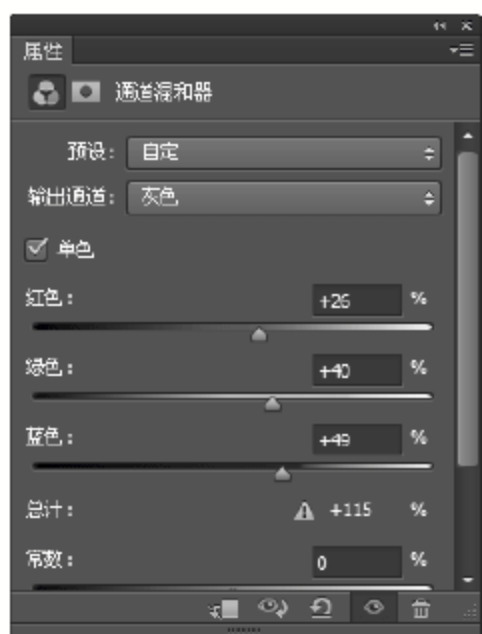 属性
通道混和器
预设： 自定
输出通道： 灰色
单色
红色： +26 %
绿色： +40 %
蓝色： +49 %
总计： +115 %
常数： 0 %